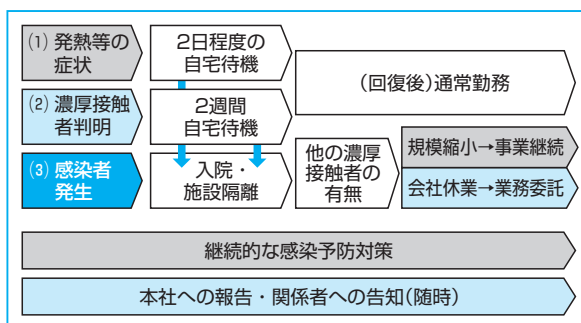 (1) 発熱等の
症状
2日程度の
自宅待機
(回復後)通常勤務
(2) 濃厚接触
者判明
2週間
自宅待機
(3) 感染者
発生
入院・
施設隔離
他の濃厚
接触者の
有無
規模縮小→事業継続
会社休業→業務委託
継続的な感染予防対策
本社への報告・関係者への告知(随時)